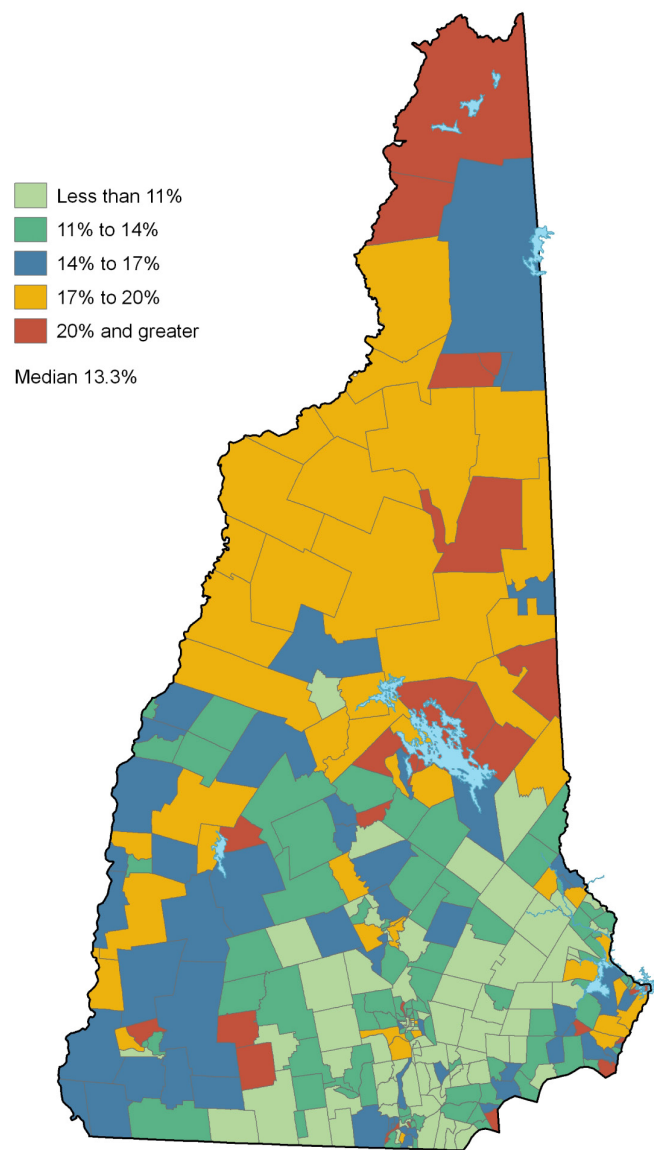 Less than 11%
11% to 14%
14% to 17%
17% to 20%
20% and greater
Median 13.3%